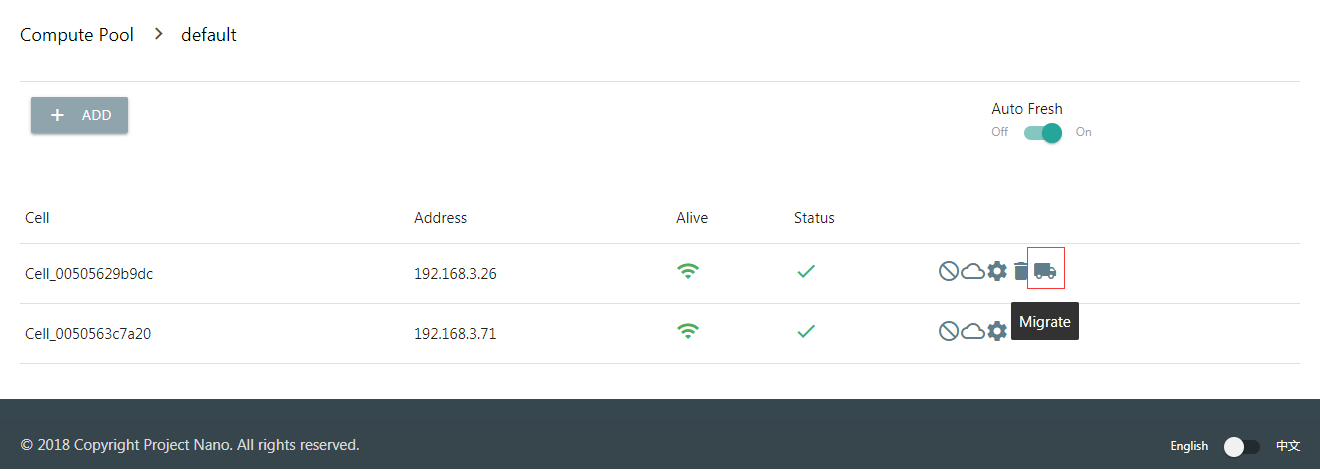 Compute Pool > default
+ ADD
Auto Fresh
Off On
Cell Address Alive Status
Cell_00505629b9dc 192.168.3.26
Migrate
Cell_0050563c7a20 192.168.3.71
© 2018 Copyright Project Nano. All rights reserved.
English 中文